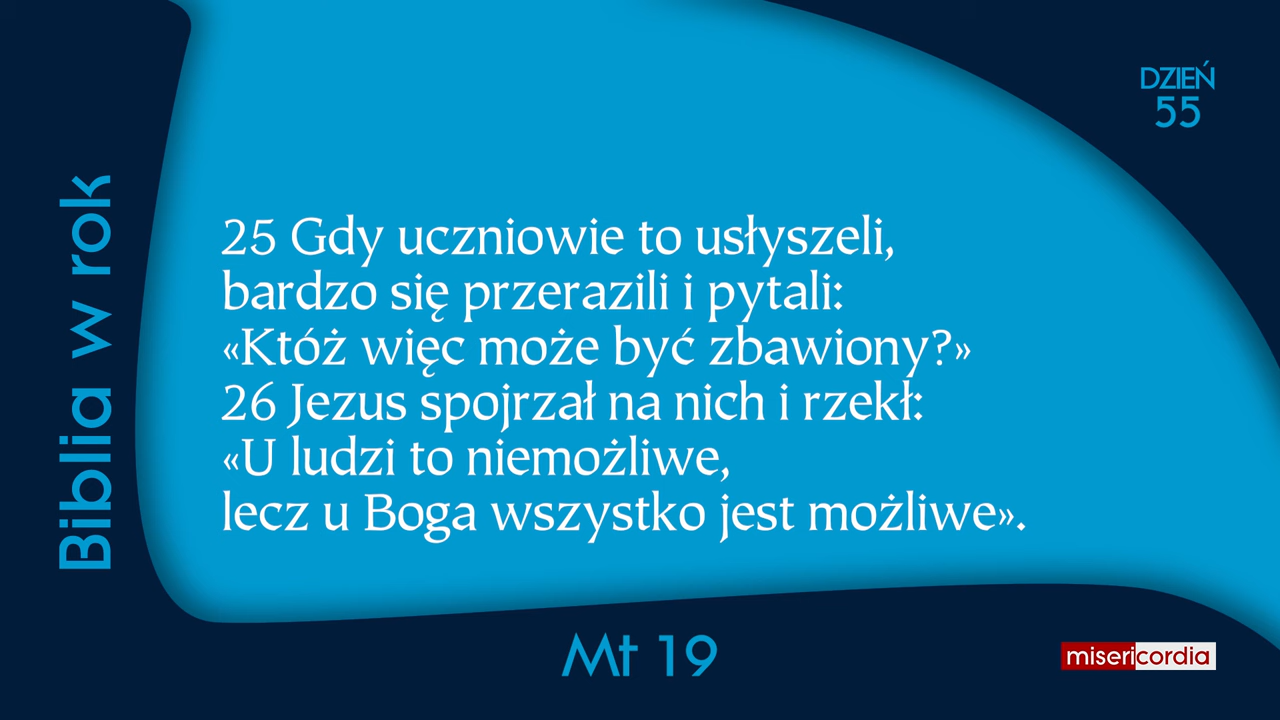 DZIEŃ
55
Biblia w rok
25 Gdy uczniowie to usłyszeli,
bardzo się przerazili i pytali:
«Któż więc może być zbawiony?»
26 Jezus spojrzał na nich i rzekł:
«U ludzi to niemożliwe,
lecz u Boga wszystko jest możliwe».
Mt 19
misericordia